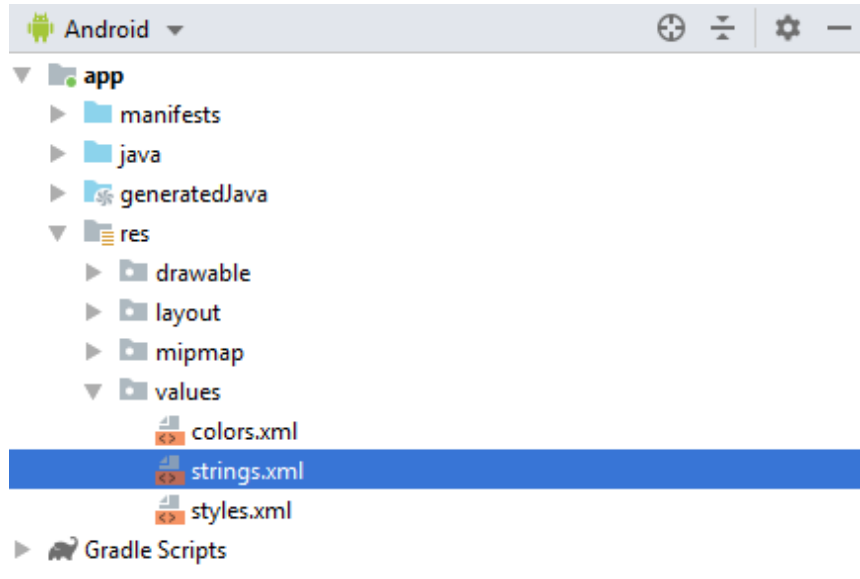 Android
app
manifests
java
generatedJava
res
drawable
layout
mipmap
values
colors.xml
strings.xml
styles.xml
Gradle Scripts